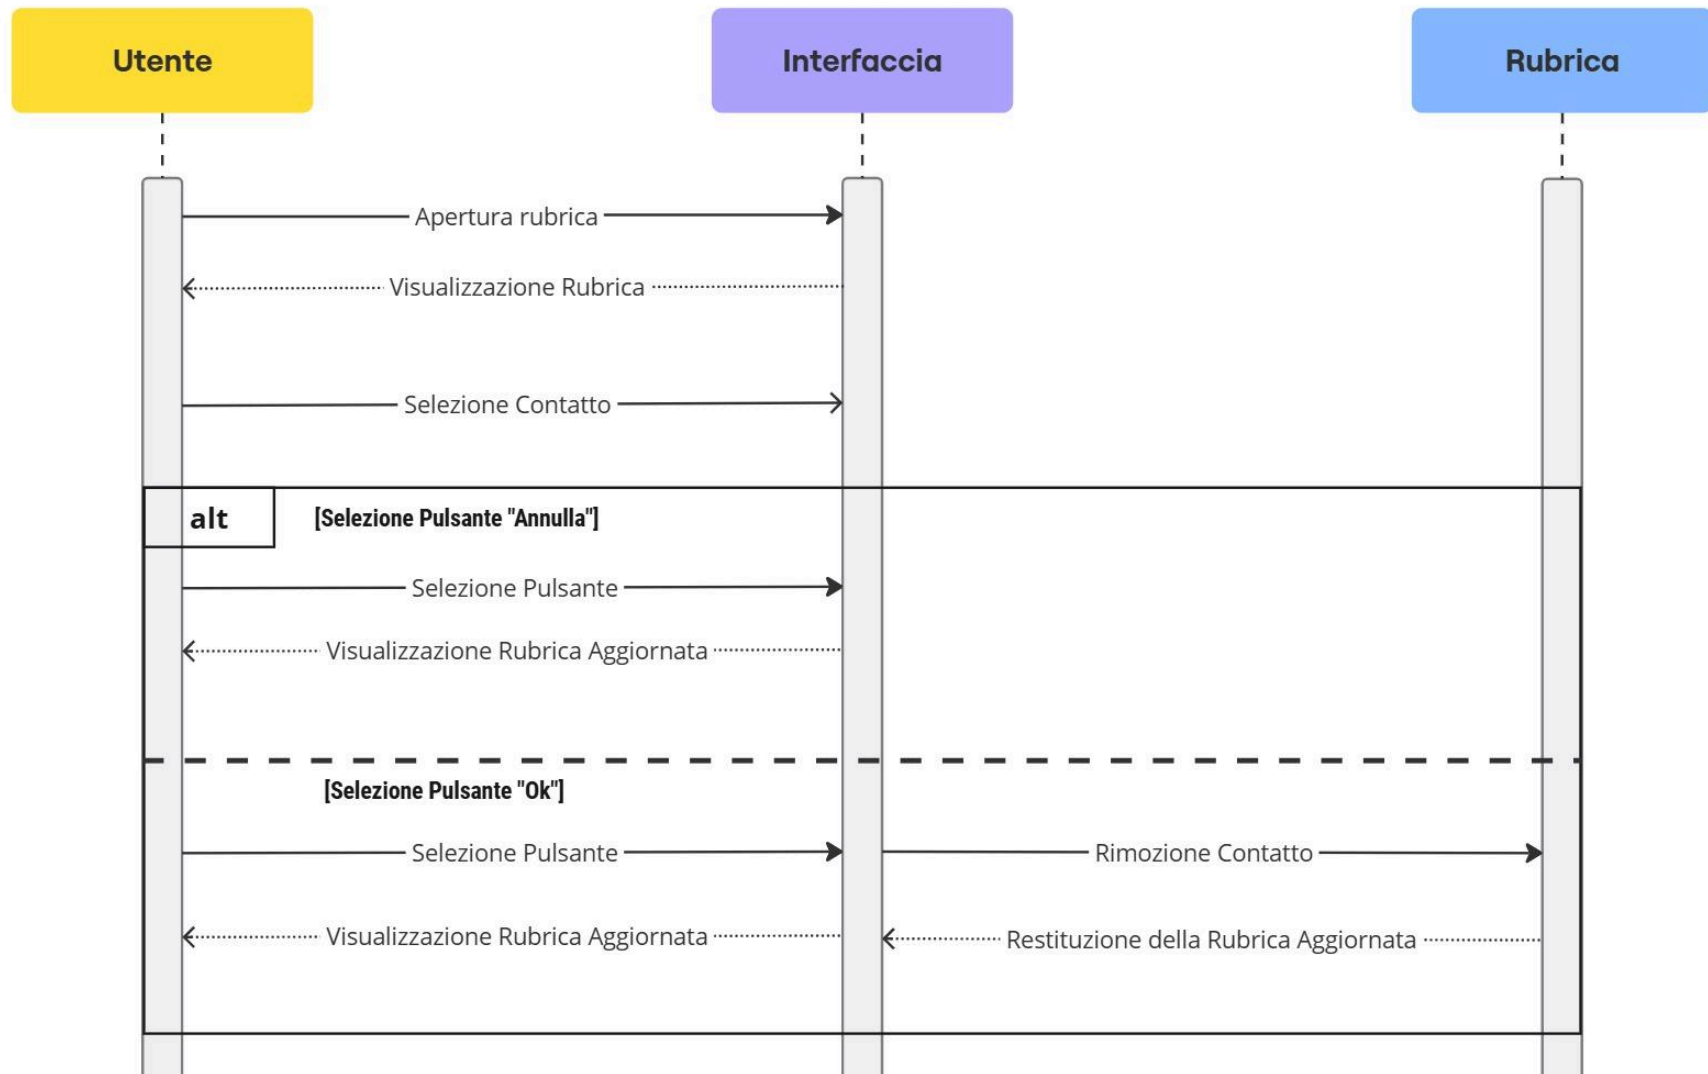 Utente
Interfaccia
Rubrica
Apertura rubrica
Visualizzazione Rubrica
Selezione Contatto
alt
[Selezione Pulsante "Annulla"]
Selezione Pulsante
Visualizzazione Rubrica Aggiornata
[Selezione Pulsante "Ok"]
Selezione Pulsante
Rimozione Contatto
Visualizzazione Rubrica Aggiornata
Restituzione della Rubrica Aggiornata